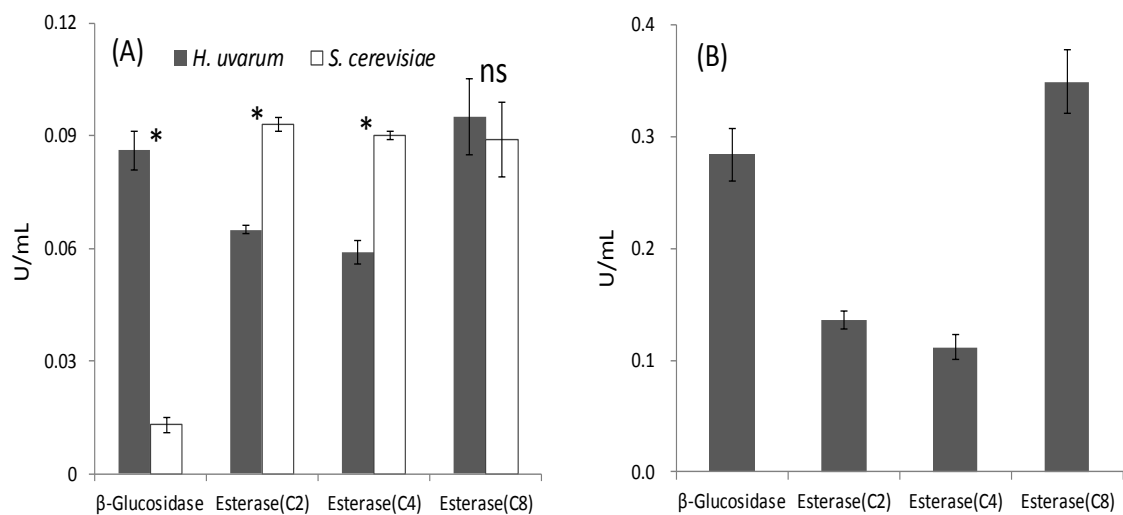 (A)
H. uvarum
S. cerevisiae
0.12
0.09
0.06
0.03
0
U/mL
*
*
*
ns
β-Glucosidase
Esterase(C2)
Esterase(C4)
Esterase(C8)
(B)
0.4
0.3
0.2
0.1
0.0
U/mL
β-Glucosidase
Esterase(C2)
Esterase(C4)
Esterase(C8)